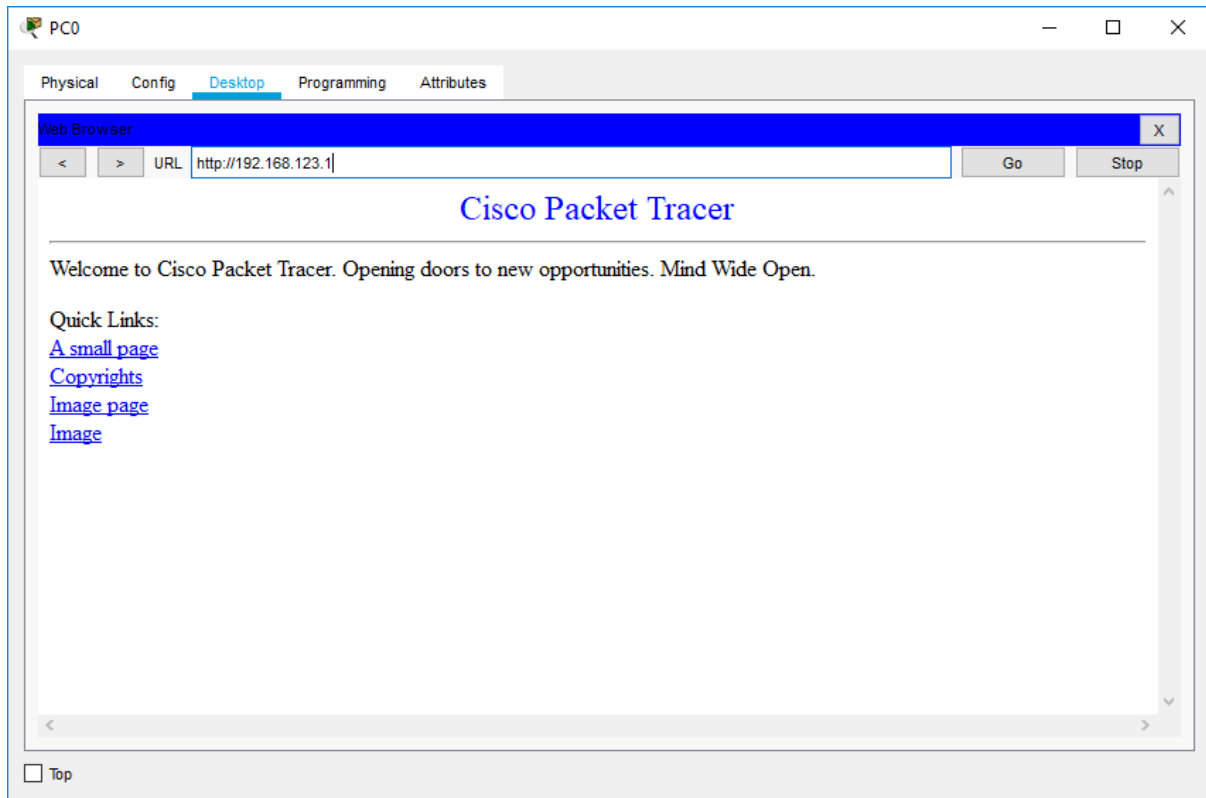 PC0
Physical Config Desktop Programming Attributes
Web Browser X
< > URL http://192.168.123.1 Go Stop
Cisco Packet Tracer
Welcome to Cisco Packet Tracer. Opening doors to new opportunities. Mind Wide Open.
Quick Links:
A small page
Copyrights
Image page
Image
Top